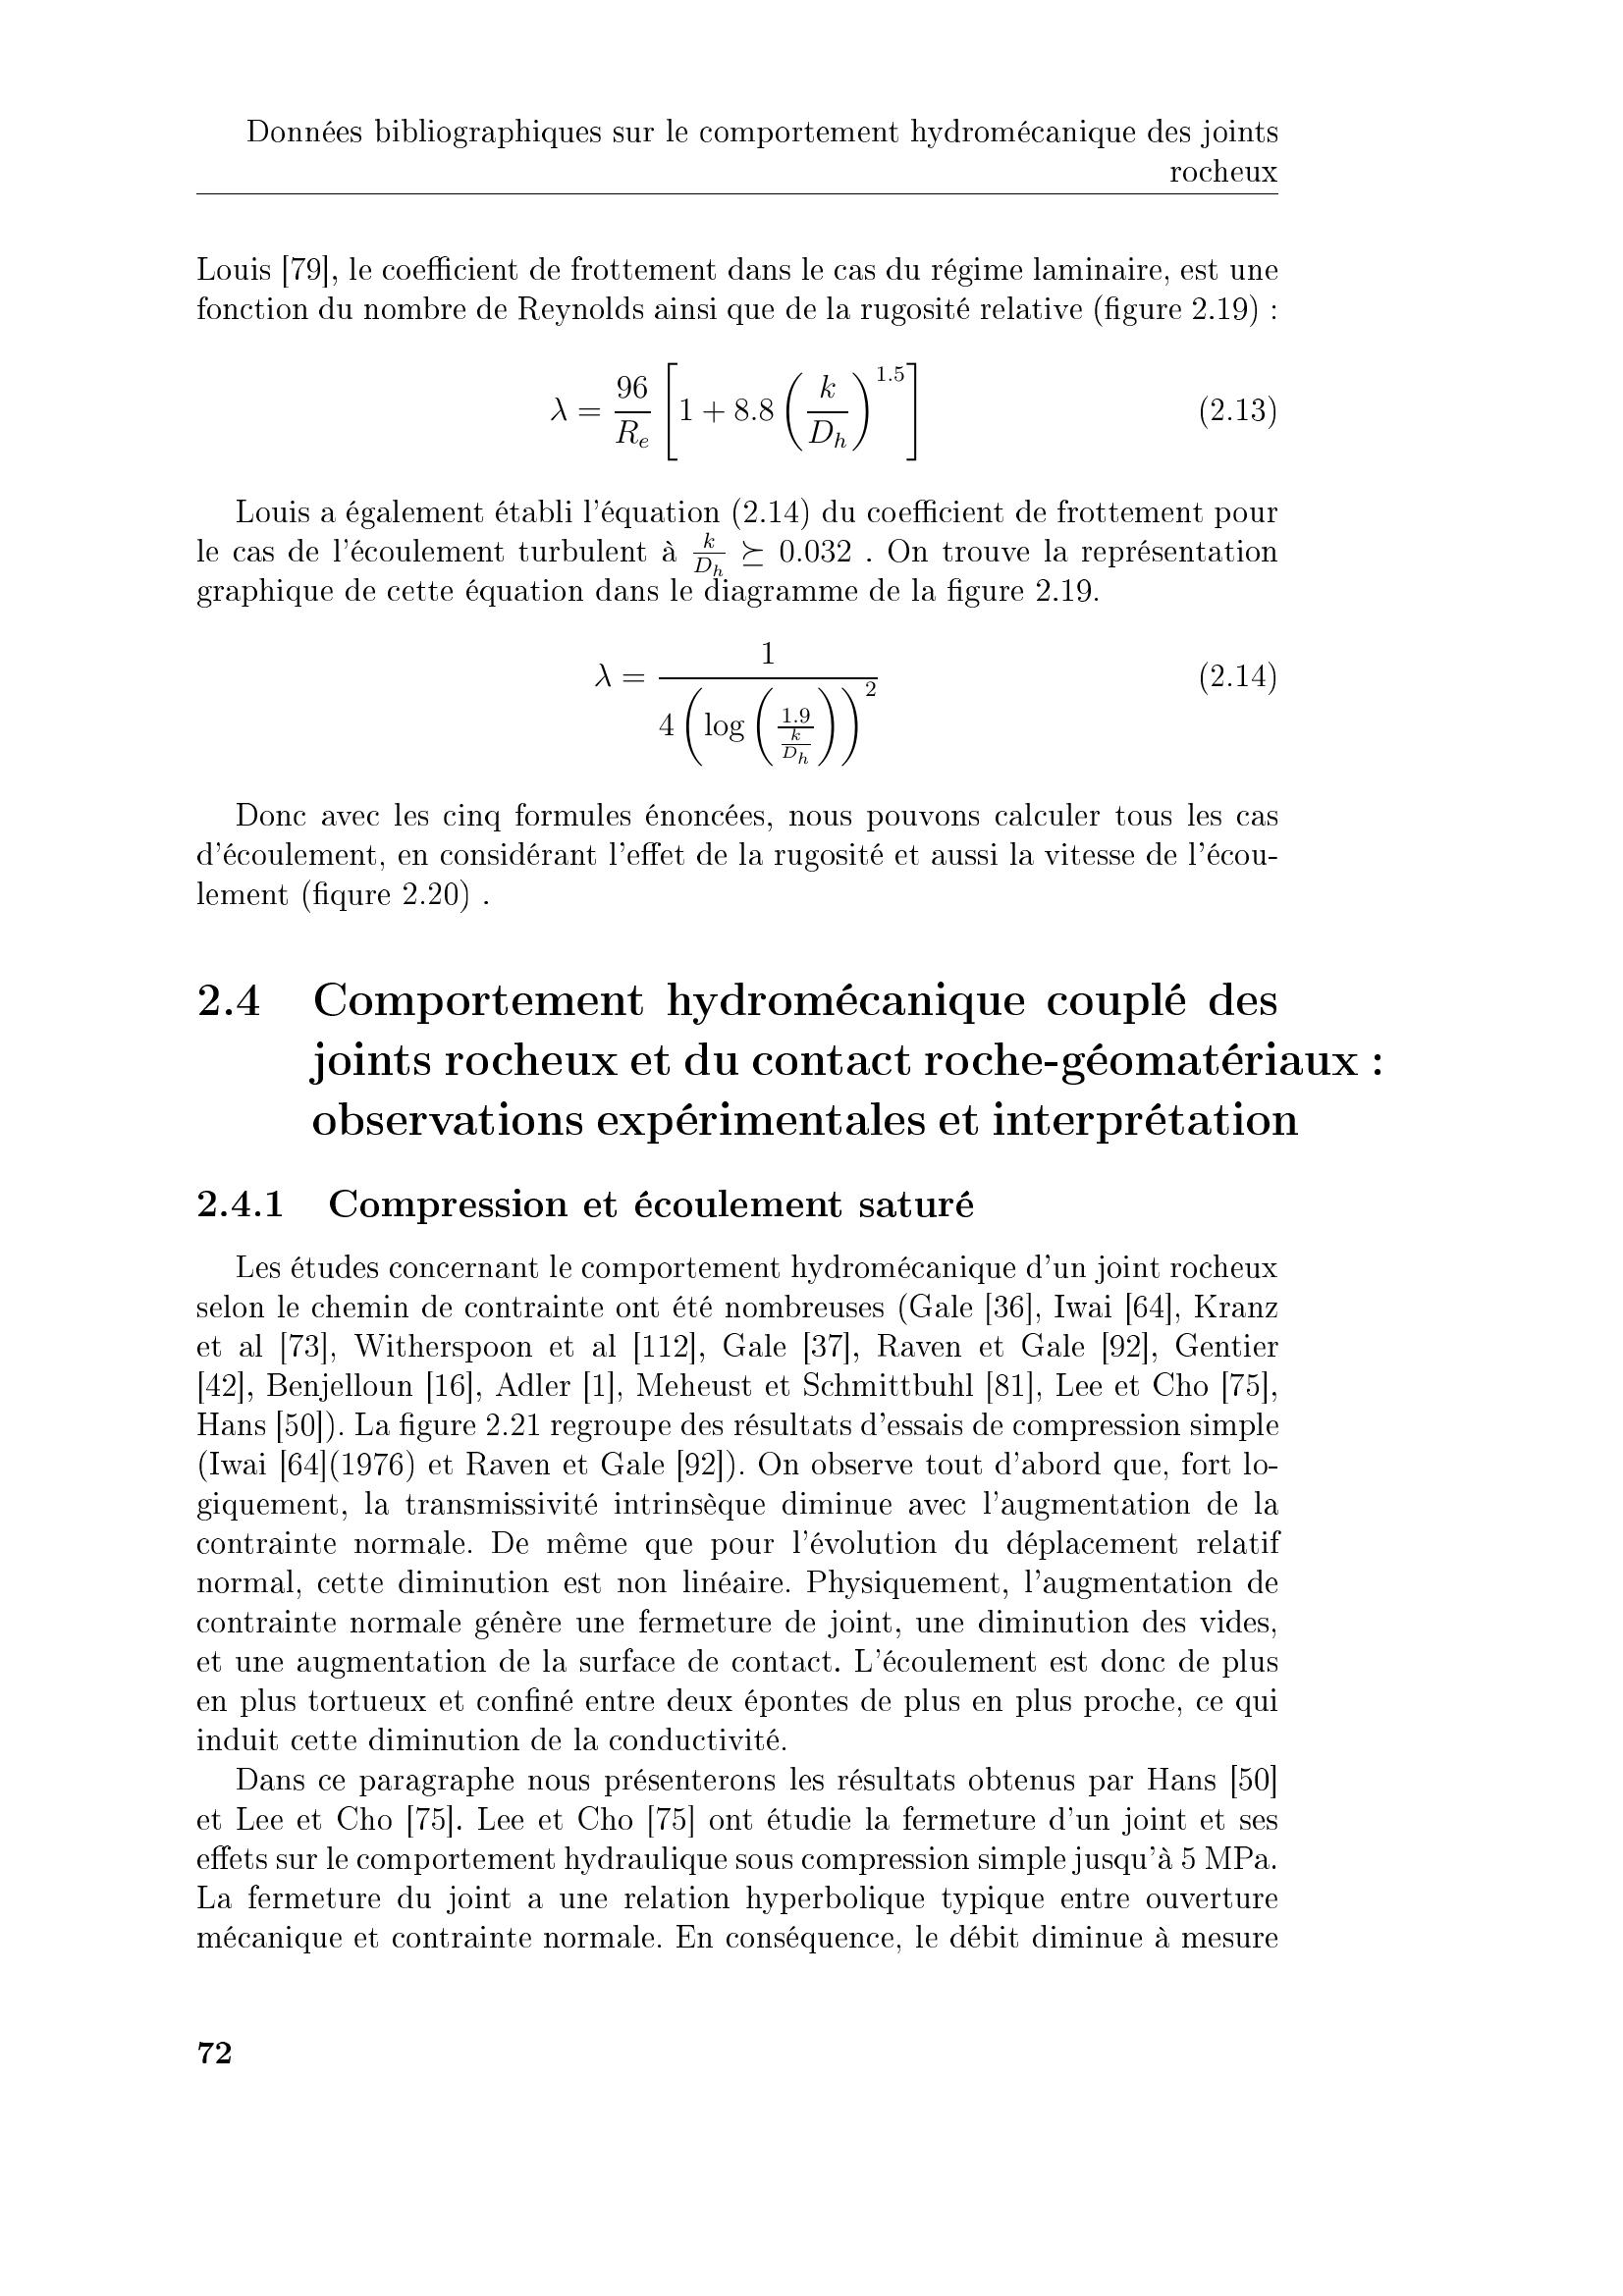 Données bibliographiques sur le comportement hydromécanique des joints
rocheux
Louis [79], le coefficient de frottement dans le cas du régime laminaire, est une
fonction du nombre de Reynolds ainsi que de la rugosité relative (figure 2.19) :
λ = \frac{96}{R_e} \left[ 1 + 8.8 \left( \frac{k}{D_h} \right)^{1.5} \right] (2.13)
Louis a également établi l'équation (2.14) du coefficient de frottement pour
le cas de l'écoulement turbulent à \frac{k}{D_h} ⪰ 0.032 . On trouve la représentation
graphique de cette équation dans le diagramme de la figure 2.19.
λ = \frac{1}{4 \left( \log \left( \frac{1.9}{\frac{k}{D_h}} \right) \right)^2} (2.14)
Donc avec les cinq formules énoncées, nous pouvons calculer tous les cas
d'écoulement, en considérant l'effet de la rugosité et aussi la vitesse de l'écou-
lement (fiqure 2.20) .
2.4 Comportement hydromécanique couplé des
joints rocheux et du contact roche-géomatériaux :
observations expérimentales et interprétation
2.4.1 Compression et écoulement saturé
Les études concernant le comportement hydromécanique d'un joint rocheux
selon le chemin de contrainte ont été nombreuses (Gale [36], Iwai [64], Kranz
et al [73], Witherspoon et al [112], Gale [37], Raven et Gale [92], Gentier
[42], Benjelloun [16], Adler [1], Meheust et Schmittbuhl [81], Lee et Cho [75],
Hans [50]). La figure 2.21 regroupe des résultats d'essais de compression simple
(Iwai [64](1976) et Raven et Gale [92]). On observe tout d'abord que, fort lo-
giquement, la transmissivité intrinsèque diminue avec l'augmentation de la
contrainte normale. De même que pour l'évolution du déplacement relatif
normal, cette diminution est non linéaire. Physiquement, l'augmentation de
contrainte normale génère une fermeture de joint, une diminution des vides,
et une augmentation de la surface de contact. L'écoulement est donc de plus
en plus tortueux et confiné entre deux épontes de plus en plus proche, ce qui
induit cette diminution de la conductivité.
Dans ce paragraphe nous présenterons les résultats obtenus par Hans [50]
et Lee et Cho [75]. Lee et Cho [75] ont étudie la fermeture d'un joint et ses
effets sur le comportement hydraulique sous compression simple jusqu'à 5 MPa.
La fermeture du joint a une relation hyperbolique typique entre ouverture
mécanique et contrainte normale. En conséquence, le débit diminue à mesure
72